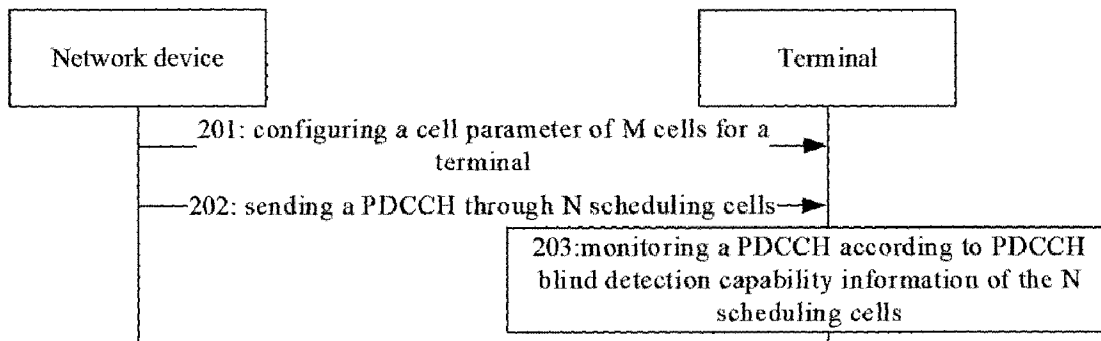 Network device
Terminal
201: configuring a cell parameter of M cells for a
terminal
202: sending a PDCCH through N scheduling cells
203:monitoring a PDCCH according to PDCCH
blind detection capability information of the N
scheduling cells